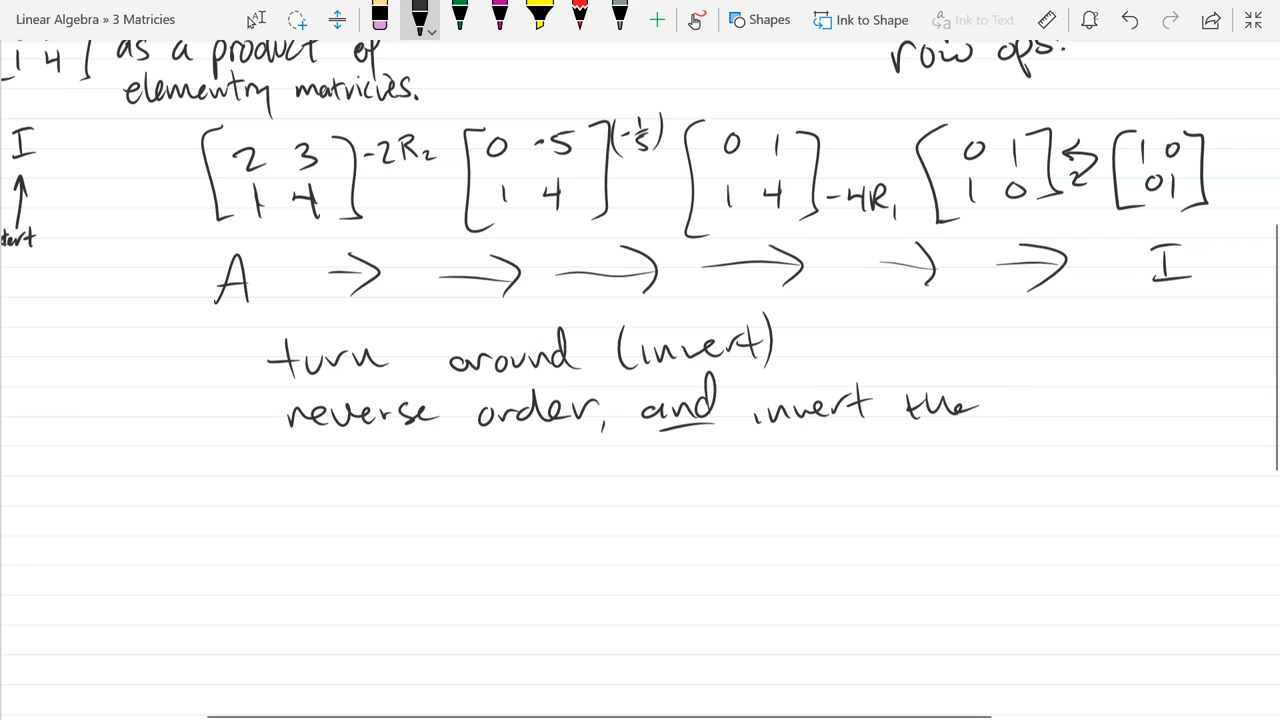 Linear Algebra » 3 Matricies
Shapes
Ink to Shape
Ink to Text
1 4 ] as a product of
elementry matricies.
row ops.
I
[ 2 3 ] -2R₂ [ 0 -5 ] (-1/5) [ 0 1 ] [ 0 1 ] ↔ [ 1 0 ]
[ 1 4 ] [ 1 4 ] [ 1 4 ] -4R₁ [ 1 0 ] [ 0 1 ]
A → → → → → → I
turn around (invert)
reverse order, and invert the